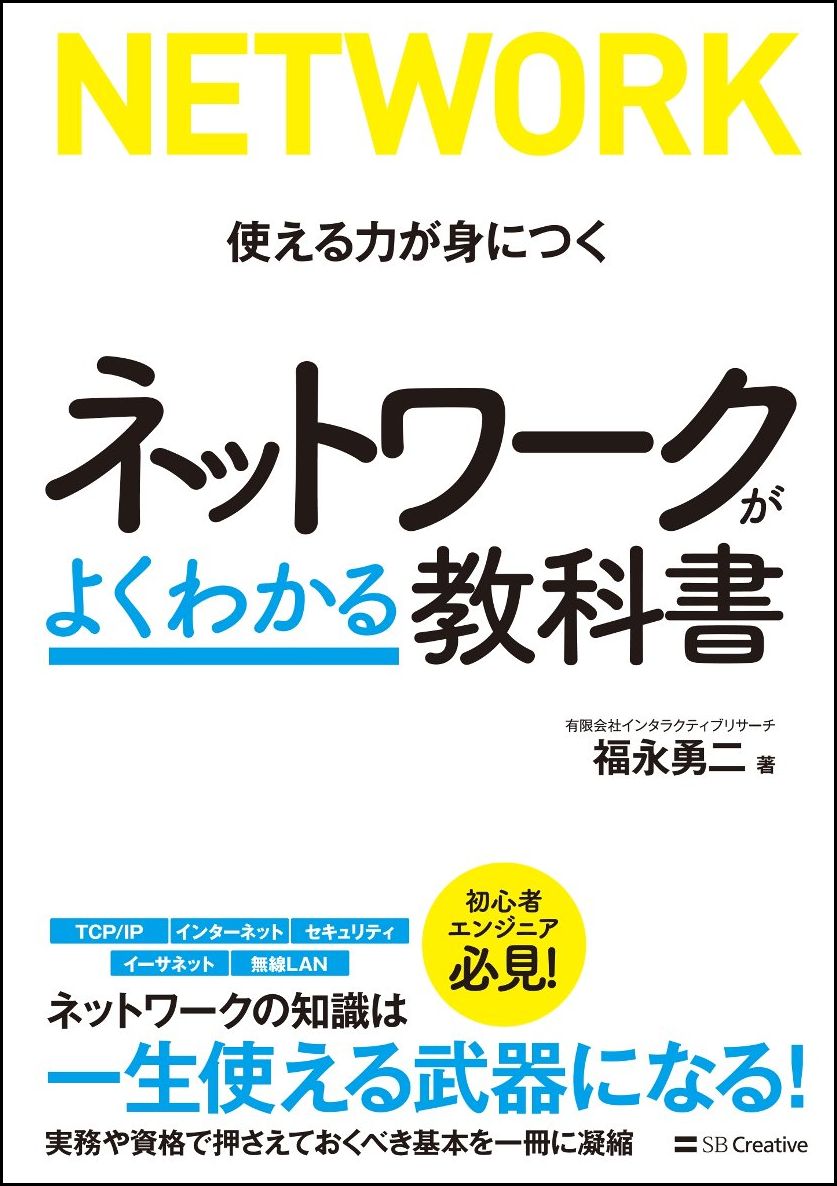 NETWORK
使える力が身につく
ネットワークが
よくわかる教科書
有限会社インタラクティブリサーチ
福永勇二 著
初心者
エンジニア
必見!
TCP/IP インターネット セキュリティ
イーサネット 無線LAN
ネットワークの知識は
一生使える武器になる!
実務や資格で押さえておくべき基本を一冊に凝縮
SB Creative